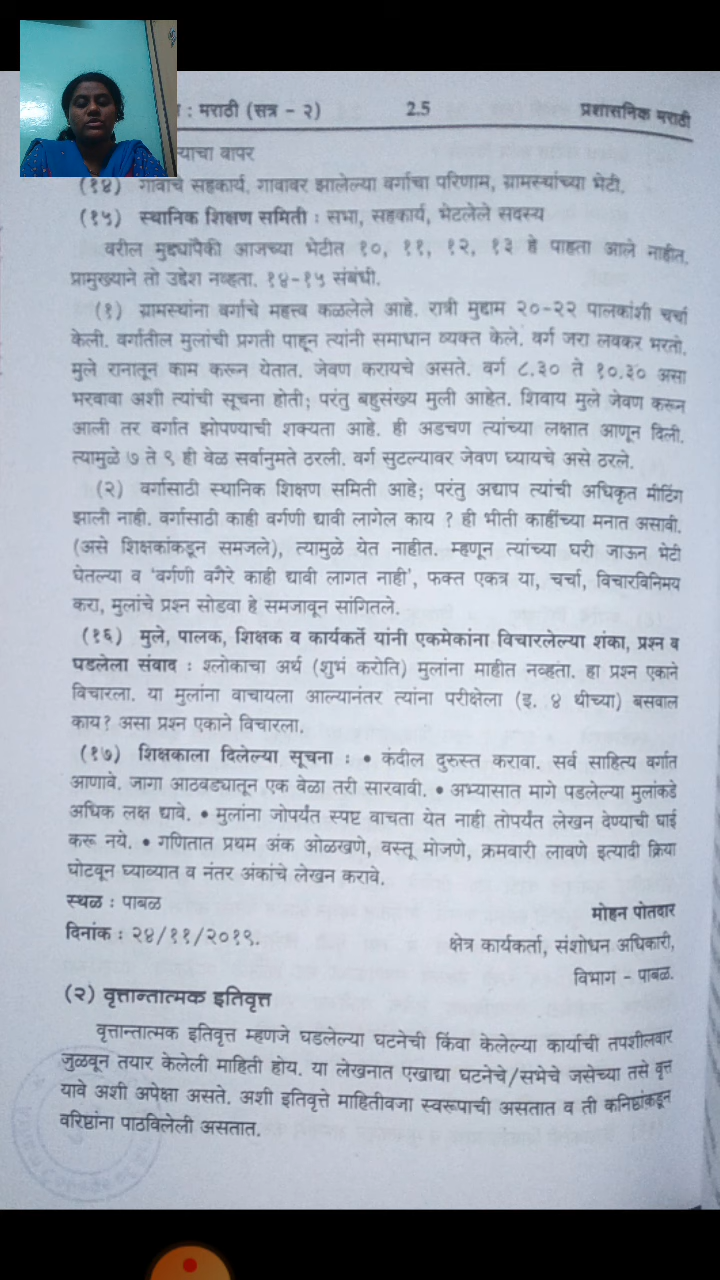 : मराठी (सत्र - २) 2.5 प्रशासनिक मराठी
वापर
(१४) गावाचे सहकार्य. गावावर झालेल्या वर्गाचा परिणाम, ग्रामस्थांच्या भेटी.
(१५) स्थानिक शिक्षण समिती : सभा, सहकार्य, भेटलेले सदस्य
वरील मुद्द्यांपैकी आजच्या भेटीत १०, ११, १२, १३ हे पाहता आले नाहीत.
प्रामुख्याने तो उद्देश नव्हता. १४-१५ संबंधी.
(१) ग्रामस्थांना वर्गाचे महत्त्व कळलेले आहे. रात्री मुद्दाम २०-२२ पालकांशी चर्चा
केली. वर्गातील मुलांची प्रगती पाहून त्यांनी समाधान व्यक्त केले. वर्ग जरा लवकर भरतो.
मुले रानातून काम करून येतात. जेवण करायचे असते. वर्ग ८.३० ते १०.३० असा
भरवावा अशी त्यांची सूचना होती; परंतु बहुसंख्य मुली आहेत. शिवाय मुले जेवण करून
आली तर वर्गात झोपण्याची शक्यता आहे. ही अडचण त्यांच्या लक्षात आणून दिली.
त्यामुळे ७ ते ९ ही वेळ सर्वानुमते ठरली. वर्ग सुटल्यावर जेवण घ्यायचे असे ठरले.
(२) वर्गासाठी स्थानिक शिक्षण समिती आहे; परंतु अद्याप त्यांची अधिकृत मीटिंग
झाली नाही. वर्गासाठी काही वर्गणी द्यावी लागेल काय ? ही भीती काहींच्या मनात असावी.
(असे शिक्षकांकडून समजले), त्यामुळे येत नाहीत. म्हणून त्यांच्या घरी जाऊन भेटी
घेतल्या व 'वर्गणी वगैरे काही द्यावी लागत नाही', फक्त एकत्र या, चर्चा, विचारविनिमय
करा, मुलांचे प्रश्न सोडवा हे समजावून सांगितले.
(१६) मुले, पालक, शिक्षक व कार्यकर्ते यांनी एकमेकांना विचारलेल्या शंका, प्रश्न व
पडलेला संवाद : श्लोकाचा अर्थ (शुभं करोति) मुलांना माहीत नव्हता. हा प्रश्न एकाने
विचारला. या मुलांना वाचायला आल्यानंतर त्यांना परीक्षेला (इ. ४ थीच्या) बसवाल
काय? असा प्रश्न एकाने विचारला.
(१७) शिक्षकाला दिलेल्या सूचना : • कंदील दुरुस्त करावा. सर्व साहित्य वर्गात
आणावे. जागा आठवड्यातून एक वेळा तरी सारवावी. • अभ्यासात मागे पडलेल्या मुलांकडे
अधिक लक्ष द्यावे. • मुलांना जोपर्यंत स्पष्ट वाचता येत नाही तोपर्यंत लेखन देण्याची घाई
करू नये. • गणितात प्रथम अंक ओळखणे, वस्तू मोजणे, क्रमवारी लावणे इत्यादी क्रिया
घोटवून घ्याव्यात व नंतर अंकांचे लेखन करावे.
स्थळ : पाबळ मोहन पोतदार
दिनांक : २४/११/२०१९. क्षेत्र कार्यकर्ता, संशोधन अधिकारी,
विभाग - पाबळ.
(२) वृत्तान्तात्मक इतिवृत्त
वृत्तान्तात्मक इतिवृत्त म्हणजे घडलेल्या घटनेची किंवा केलेल्या कार्याची तपशीलवार
जुळवून तयार केलेली माहिती होय. या लेखनात एखाद्या घटनेचे/सभेचे जसेच्या तसे वृत्त
यावे अशी अपेक्षा असते. अशी इतिवृत्ते माहितीवजा स्वरूपाची असतात व ती कनिष्ठांकडून
वरिष्ठांना पाठविलेली असतात.